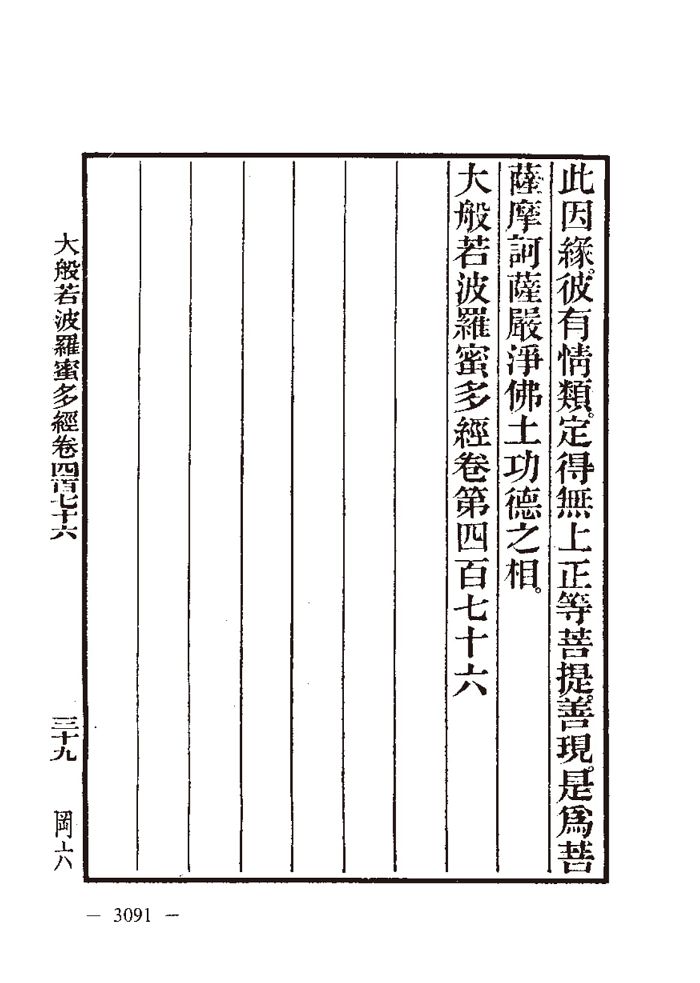 此因緣。彼有情類。定得無上正等菩提。善現。是爲菩
薩摩訶薩嚴淨佛土功德之相。
大般若波羅蜜多經卷第四百七十六
大般若波羅蜜多經卷四百七十六
三十九
岡六
— 3091 —